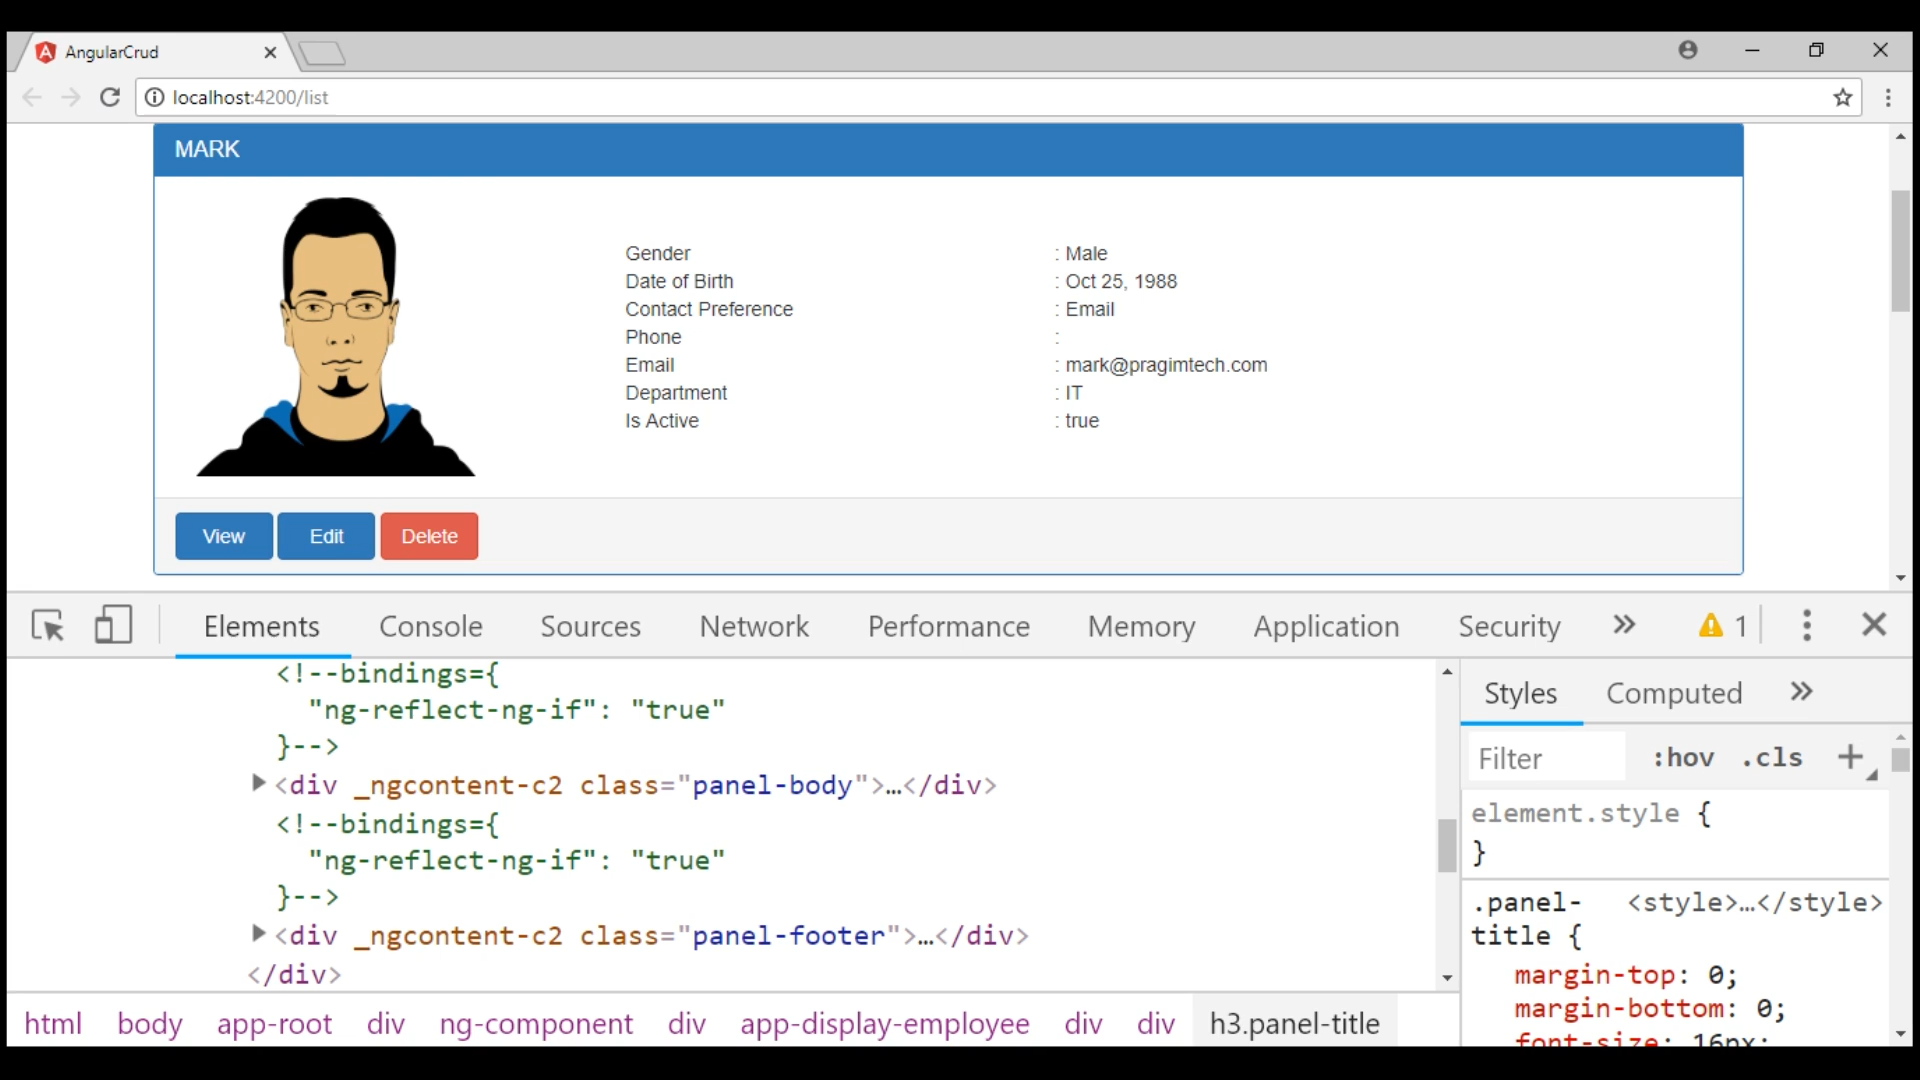 AngularCrud
localhost:4200/list
MARK
Gender : Male
Date of Birth : Oct 25, 1988
Contact Preference : Email
Phone :
Email : mark@pragimtech.com
Department : IT
Is Active : true
View Edit Delete
Elements Console Sources Network Performance Memory Application Security » 1
<!--bindings={
"ng-reflect-ng-if": "true"
}-->
<div _ngcontent-c2 class="panel-body">…</div>
<!--bindings={
"ng-reflect-ng-if": "true"
}-->
<div _ngcontent-c2 class="panel-footer">…</div>
</div>
html body app-root div ng-component div app-display-employee div div h3.panel-title
Styles Computed »
Filter :hov .cls +
element.style {
}
.panel- <style>…</style>
title {
margin-top: 0;
margin-bottom: 0;
font-size: 16px;